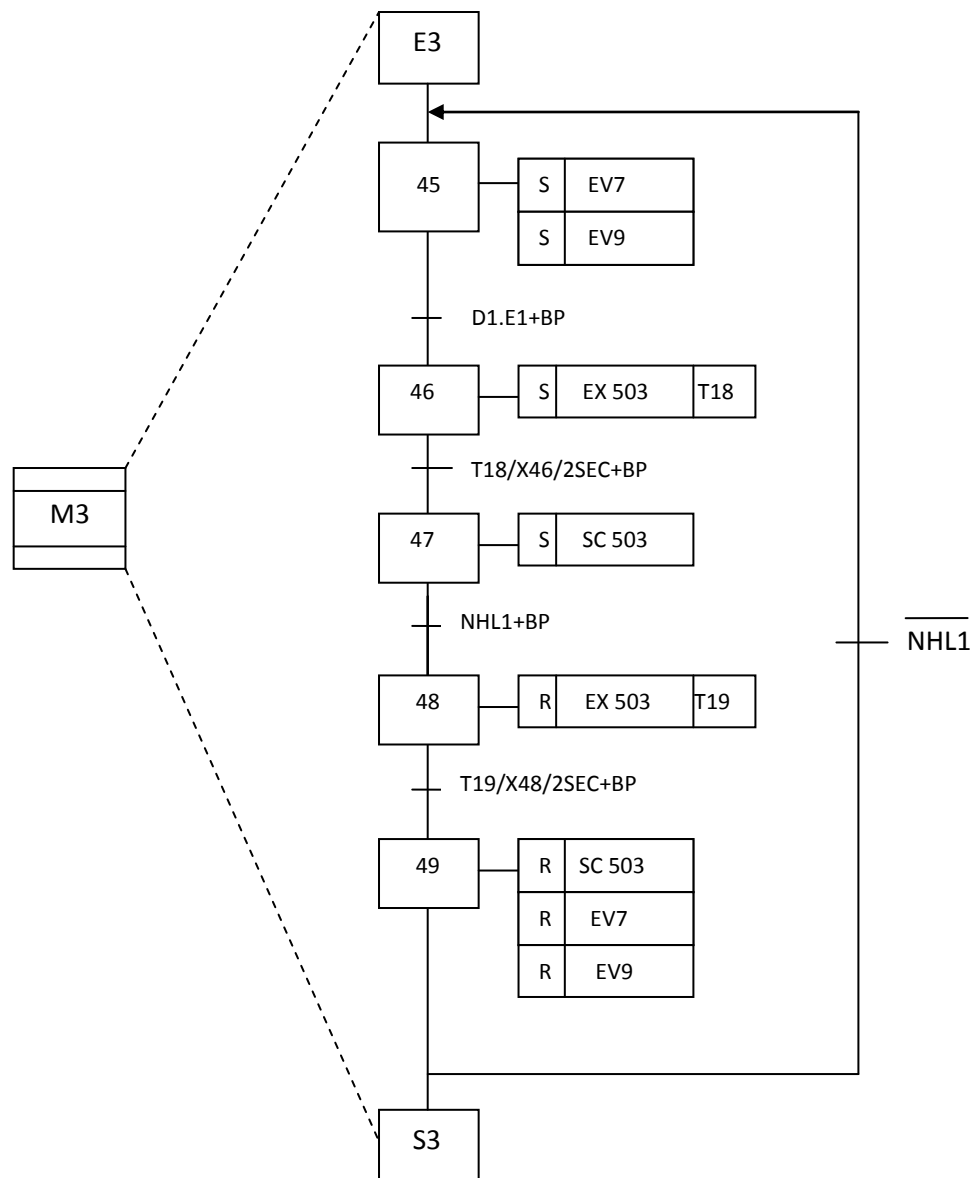 E3
45
S EV7
S EV9
D1.E1+BP
46
S EX 503 T18
T18/X46/2SEC+BP
M3
47
S SC 503
NHL1+BP
N̅H̅L̅1̅
48
R EX 503 T19
T19/X48/2SEC+BP
49
R SC 503
R EV7
R EV9
S3